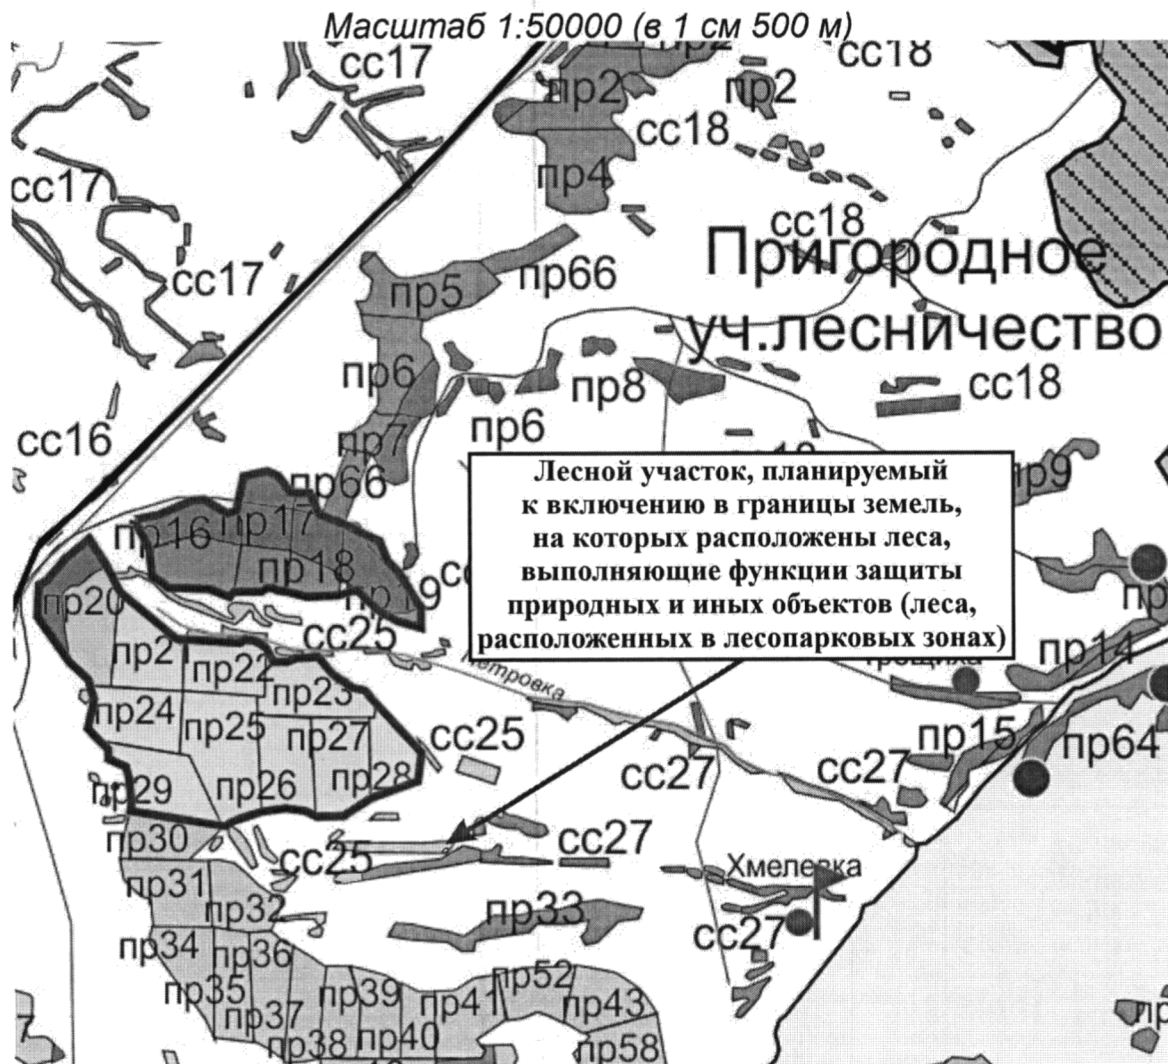 Масштаб 1:50000 (в 1 см 500 м)
сс17
пр2
сс18
пр2
пр2
сс18
пр4
сс17
сс18
Пригородное
уч.лесничество
сс17
пр66
пр5
пр6
пр8
сс18
пр7
пр6
сс16
пр66
пр9
Лесной участок, планируемый
к включению в границы земель,
на которых расположены леса,
выполняющие функции защиты
природных и иных объектов (леса,
расположенных в лесопарковых зонах)
пр16
пр17
пр18
пр19
пр20
сс25
пр21
пр22
пр23
пр14
пр24
пр25
пр27
сс25
пр15
пр64
пр29
пр26
пр28
сс27
сс27
пр30
сс25
сс27
Хмелевка
пр31
пр32
пр33
сс27
пр34
пр36
пр35
пр39
пр41
пр52
пр43
пр37
пр38
пр40
пр58